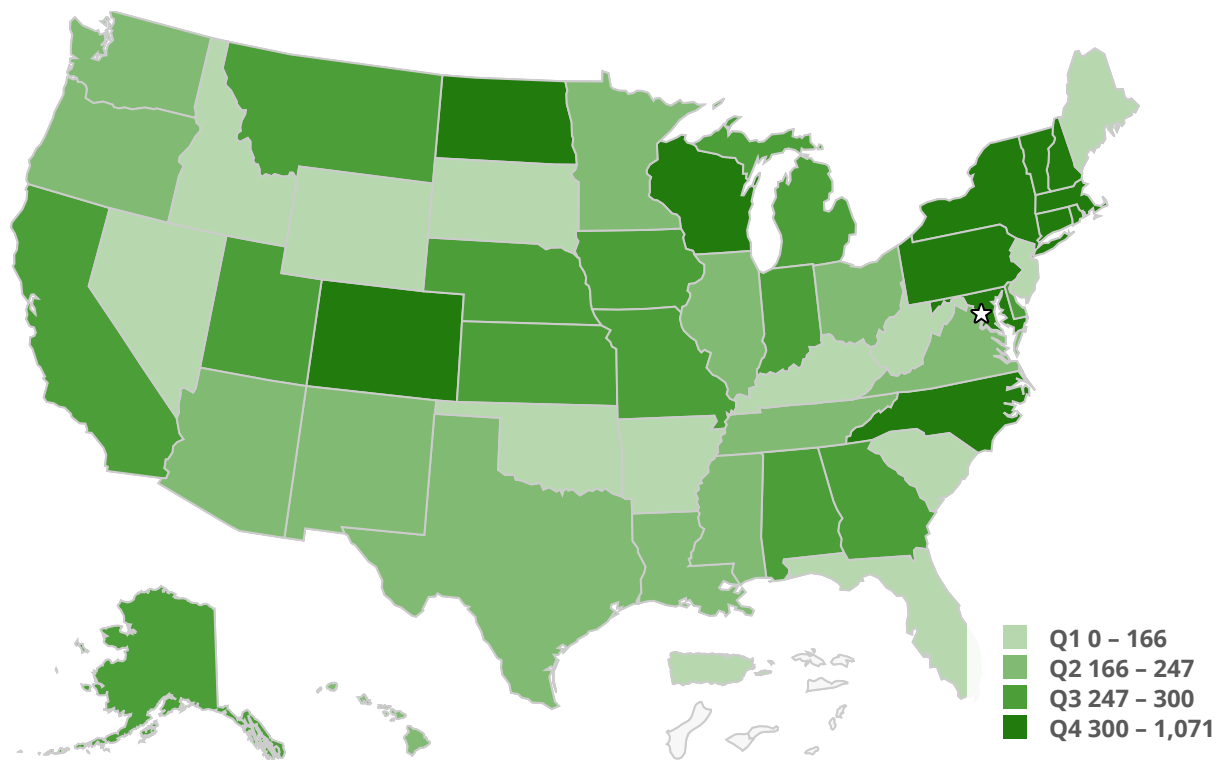 Q1 0 – 166
Q2 166 – 247
Q3 247 – 300
Q4 300 – 1,071